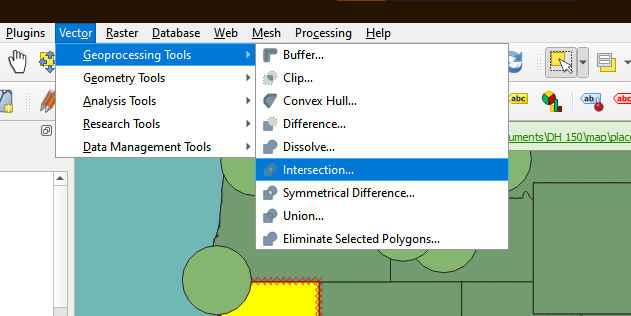 Plugins Vector Raster Database Web Mesh Processing Help
Geoprocessing Tools
Geometry Tools
Analysis Tools
Research Tools
Data Management Tools
Buffer...
Clip...
Convex Hull...
Difference...
Dissolve...
Intersection...
Symmetrical Difference...
Union...
Eliminate Selected Polygons...
abc
ab
abc
uments\DH 150\map\place